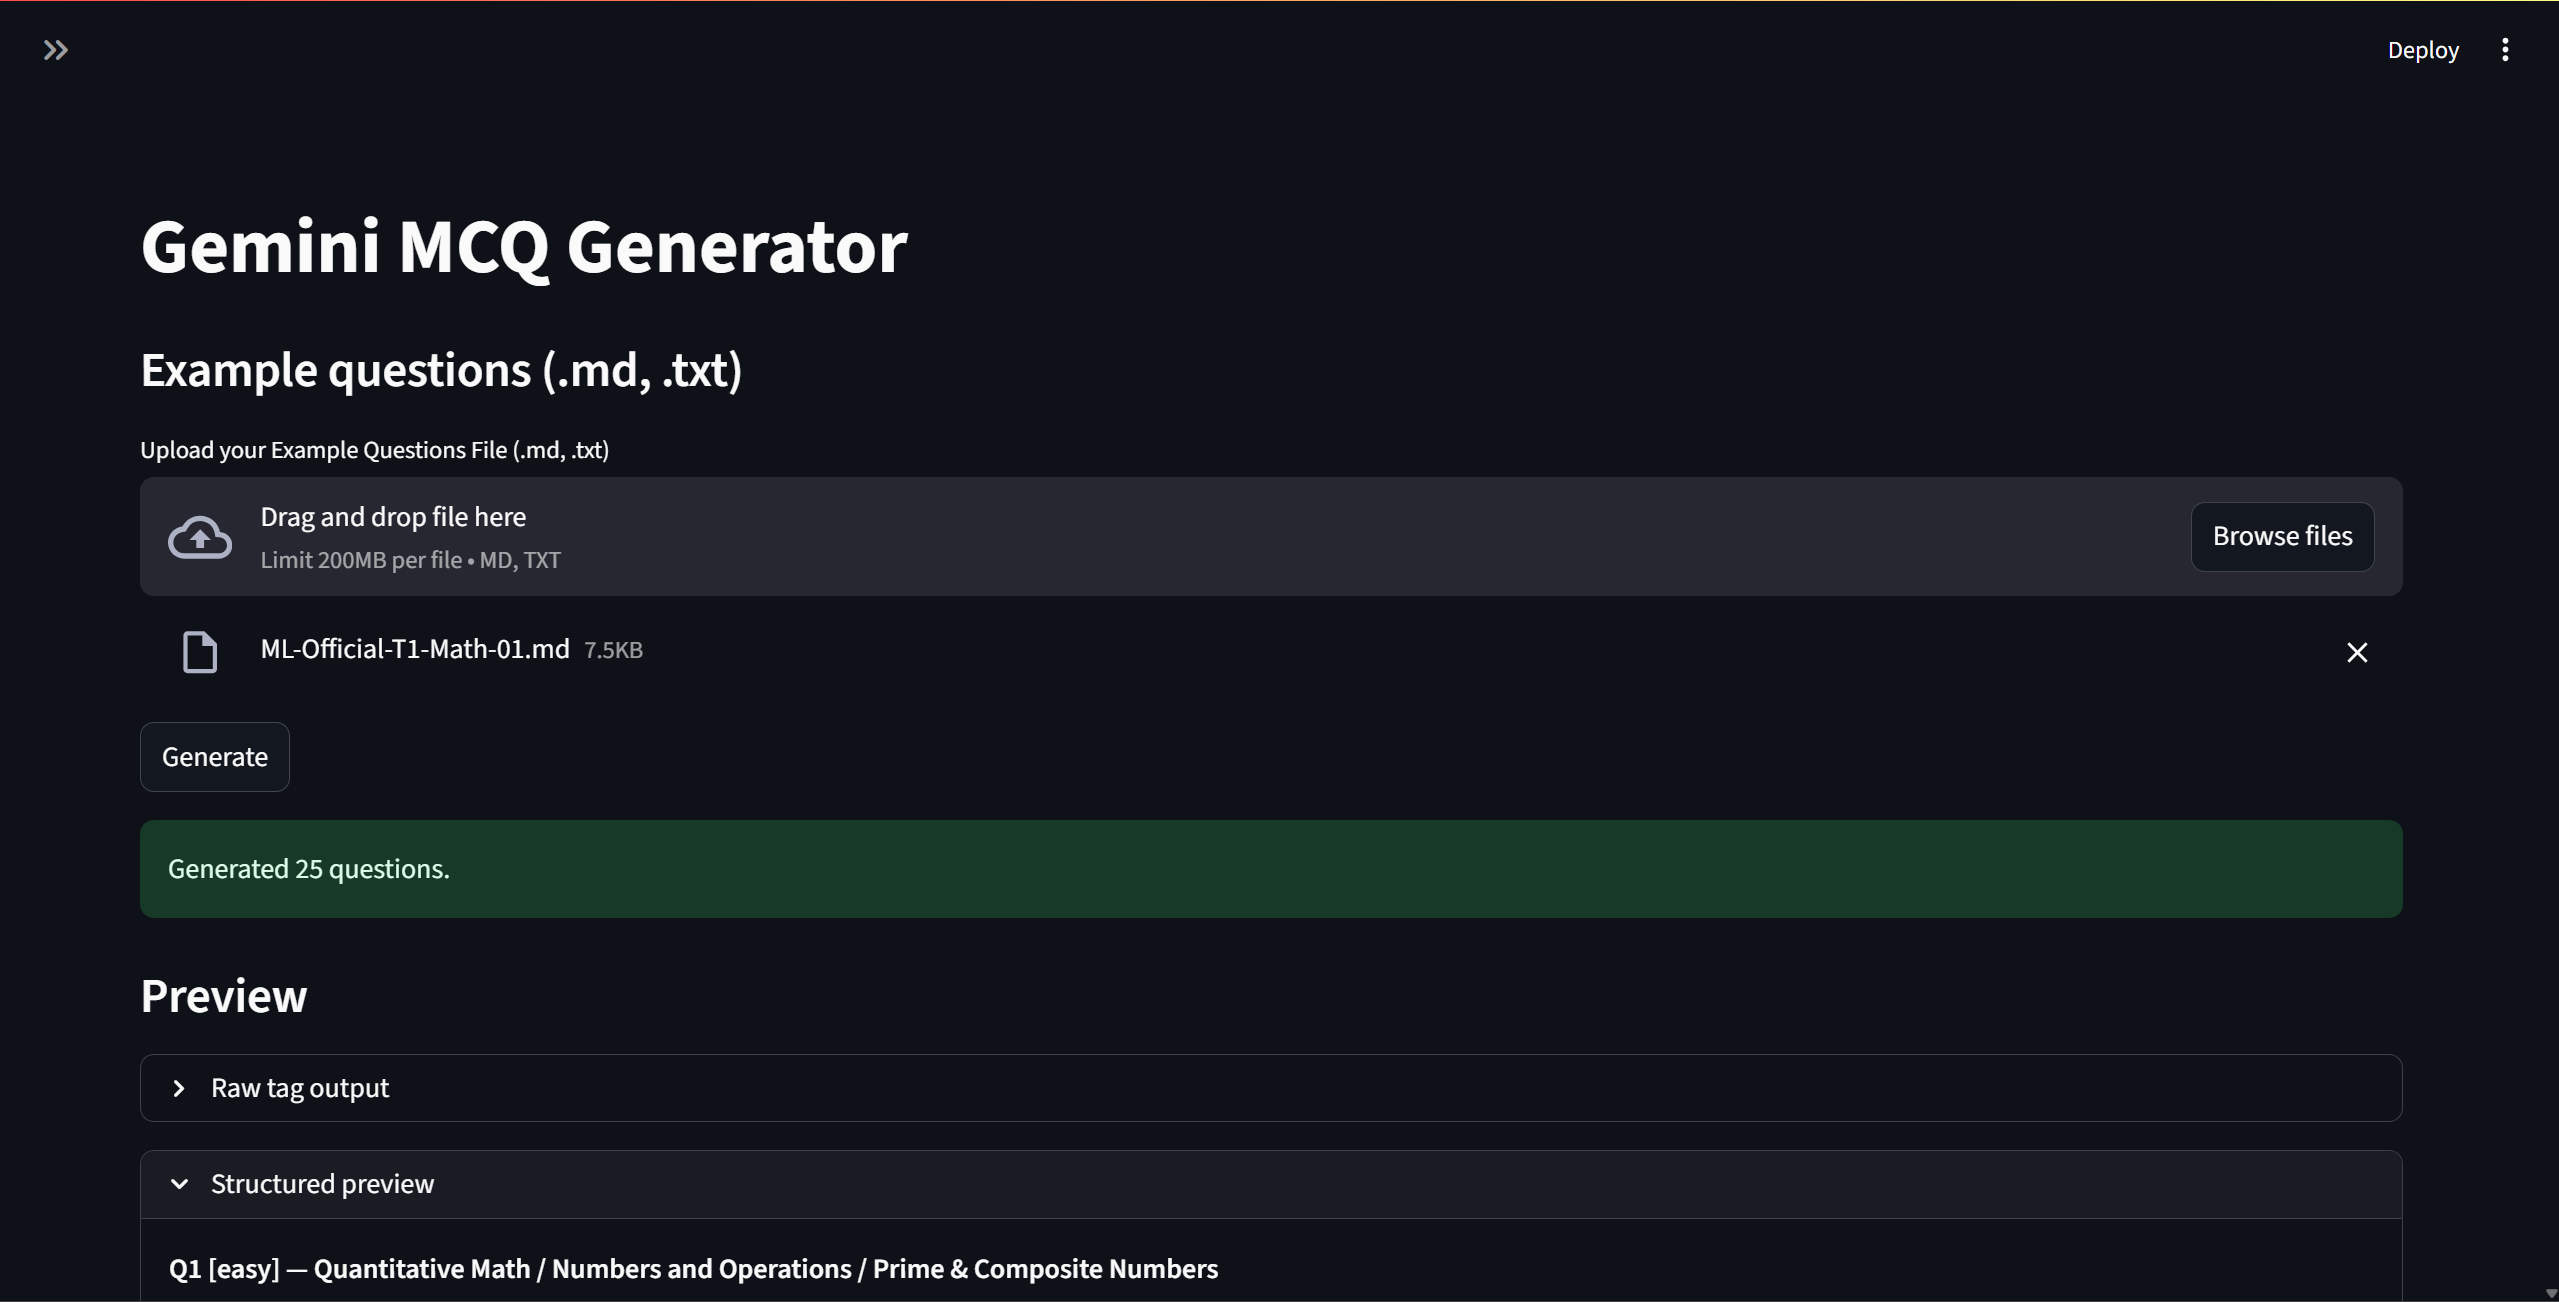 Deploy
Gemini MCQ Generator
Example questions (.md, .txt)
Upload your Example Questions File (.md, .txt)
Drag and drop file here
Limit 200MB per file • MD, TXT
Browse files
ML-Official-T1-Math-01.md 7.5KB
Generate
Generated 25 questions.
Preview
Raw tag output
Structured preview
Q1 [easy] — Quantitative Math / Numbers and Operations / Prime & Composite Numbers